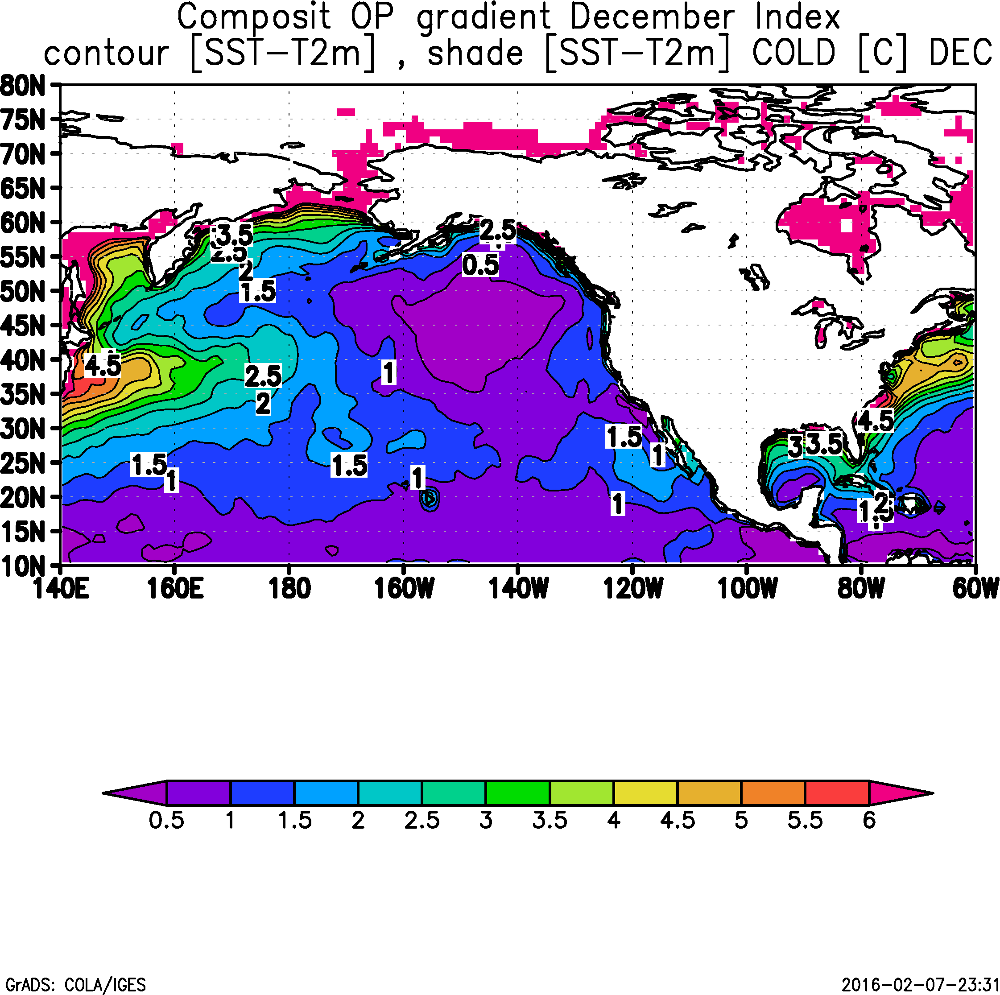 Composit OP gradient December Index
contour [SST-T2m] , shade [SST-T2m] COLD [C] DEC
80N
75N
70N
65N
60N
55N
50N
45N
40N
35N
30N
25N
20N
15N
10N
2.5
3.5
2.5
0.5
2
1.5
4.5
1
2.5
2
4.5
1.5
3
3.5
1
1.5
1.5
1
1
1
2
1.5
140E 160E 180 160W 140W 120W 100W 80W 60W
0.5 1 1.5 2 2.5 3 3.5 4 4.5 5 5.5 6
GrADS: COLA/IGES 2016-02-07-23:31